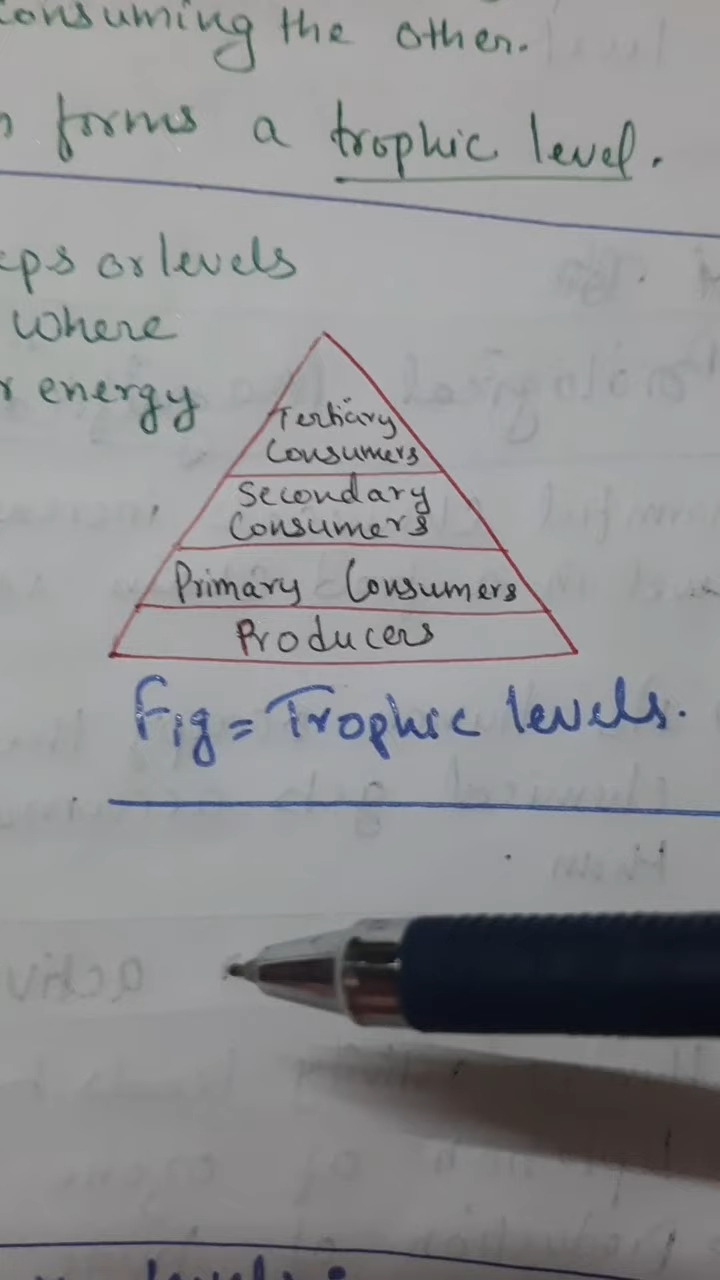 consuming the other.
forms a trophic level.
eps or levels
where
r energy
Tertiary
Consumers
Secondary
Consumers
Primary Consumers
Producers
Fig = Trophic levels.